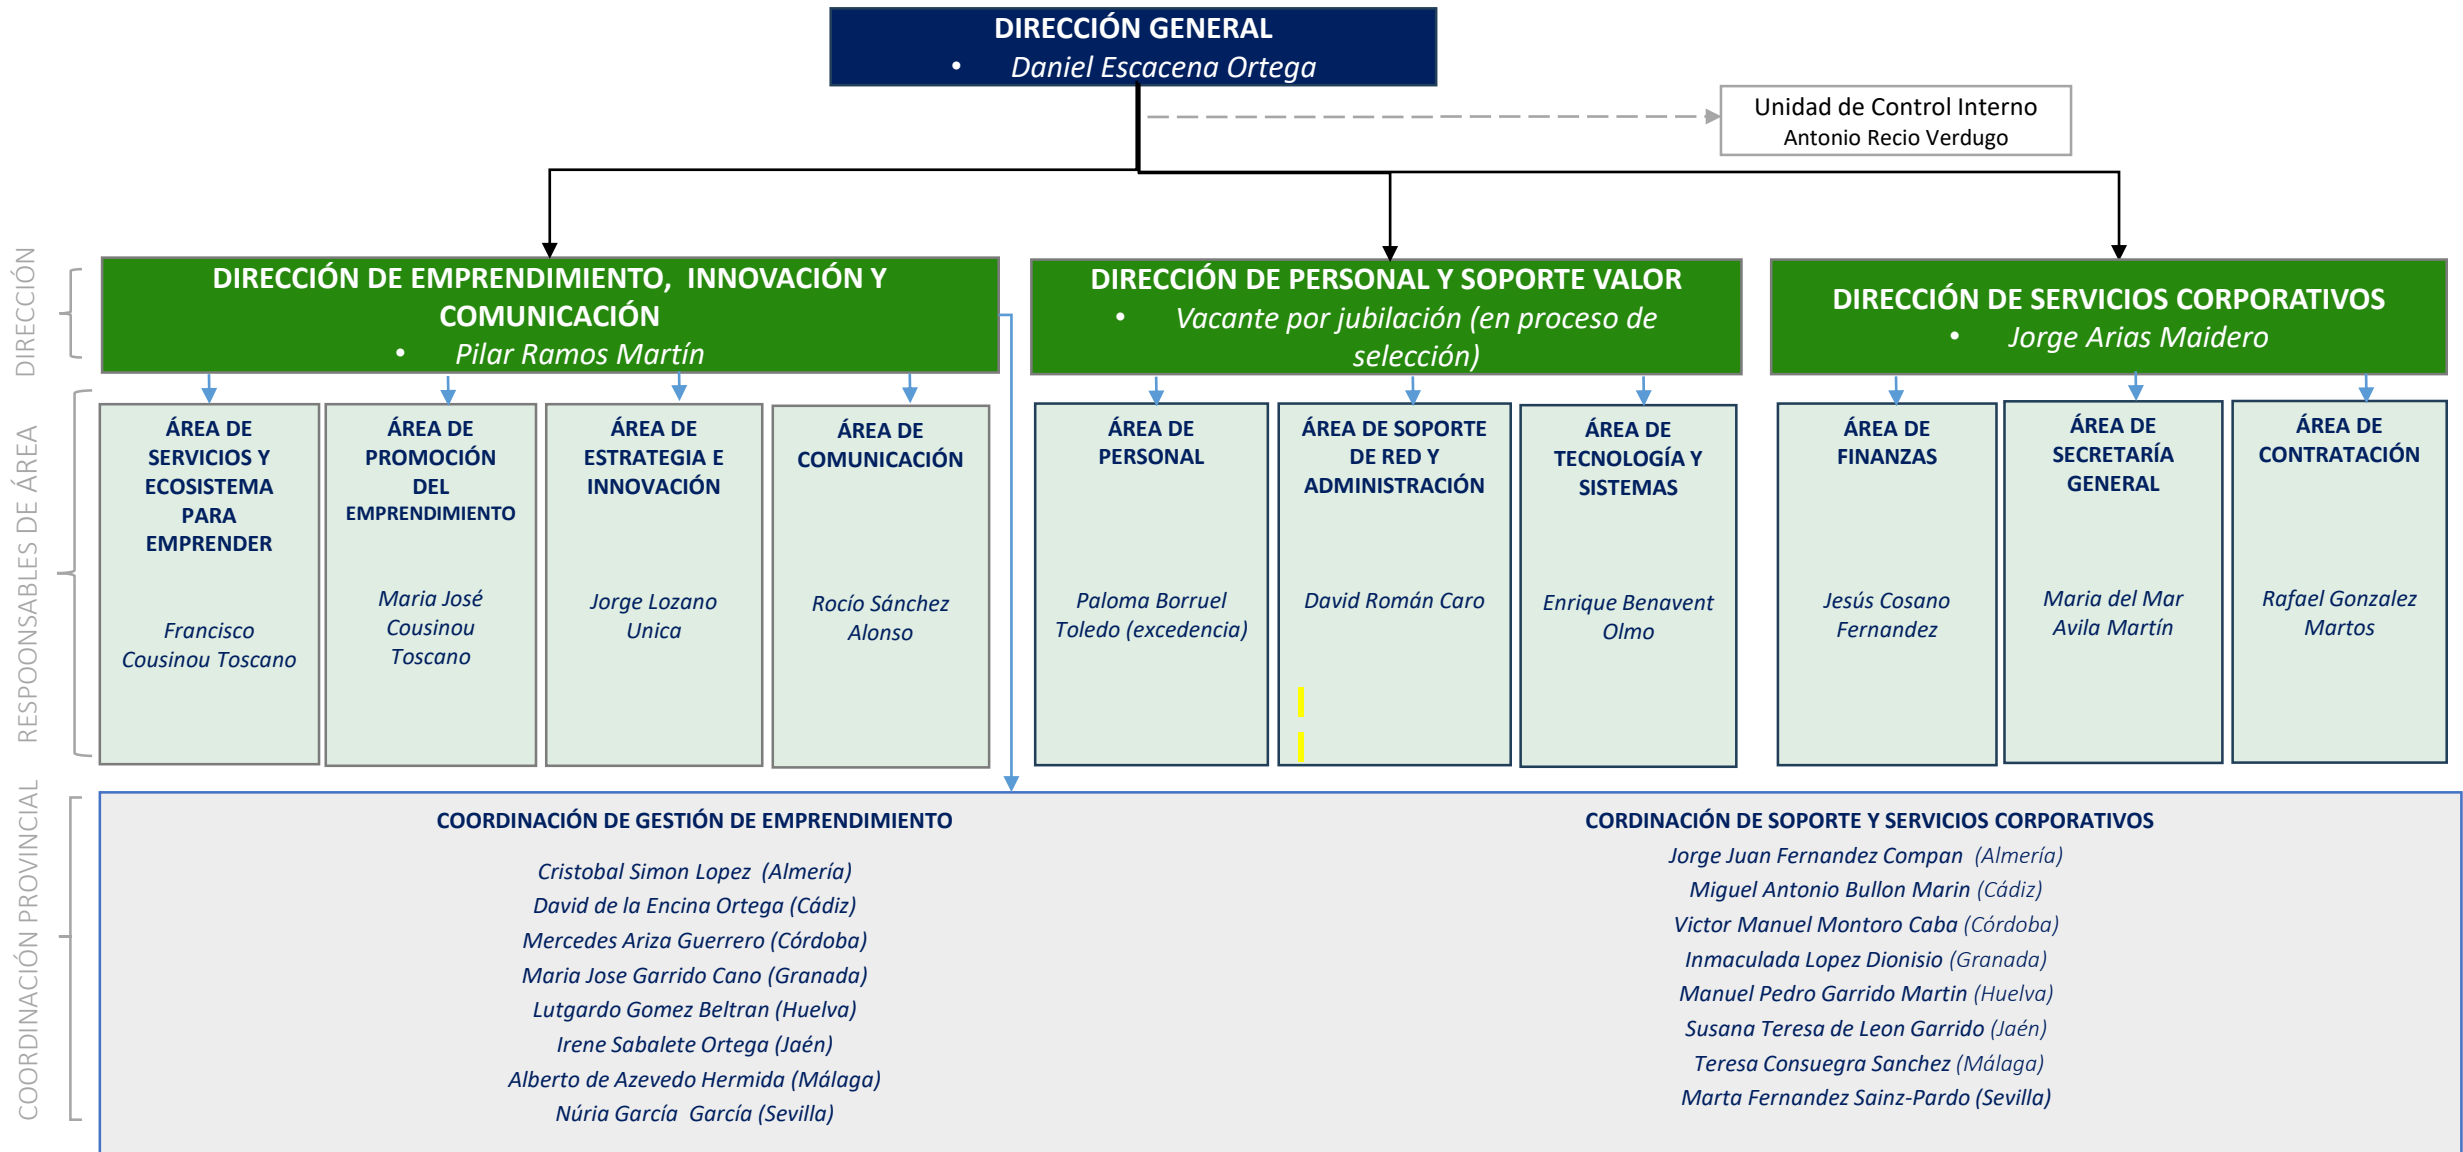 DIRECCIÓN GENERAL
• Daniel Escacena Ortega
Unidad de Control Interno
Antonio Recio Verdugo
DIRECCIÓN
DIRECCIÓN DE EMPRENDIMIENTO, INNOVACIÓN Y
COMUNICACIÓN
• Pilar Ramos Martín
DIRECCIÓN DE PERSONAL Y SOPORTE VALOR
• Vacante por jubilación (en proceso de
selección)
DIRECCIÓN DE SERVICIOS CORPORATIVOS
• Jorge Arias Maidero
RESPOONSABLES DE ÁREA
ÁREA DE
SERVICIOS Y
ECOSISTEMA
PARA
EMPRENDER
Francisco
Cousinou Toscano
ÁREA DE
PROMOCIÓN
DEL
EMPRENDIMIENTO
Maria José
Cousinou
Toscano
ÁREA DE
ESTRATEGIA E
INNOVACIÓN
Jorge Lozano
Unica
ÁREA DE
COMUNICACIÓN
Rocío Sánchez
Alonso
ÁREA DE
PERSONAL
Paloma Borruel
Toledo (excedencia)
ÁREA DE SOPORTE
DE RED Y
ADMINISTRACIÓN
David Román Caro
ÁREA DE
TECNOLOGÍA Y
SISTEMAS
Enrique Benavent
Olmo
ÁREA DE
FINANZAS
Jesús Cosano
Fernandez
ÁREA DE
SECRETARÍA
GENERAL
Maria del Mar
Avila Martín
ÁREA DE
CONTRATACIÓN
Rafael Gonzalez
Martos
COORDINACIÓN PROVINCIAL
COORDINACIÓN DE GESTIÓN DE EMPRENDIMIENTO
Cristobal Simon Lopez (Almería)
David de la Encina Ortega (Cádiz)
Mercedes Ariza Guerrero (Córdoba)
Maria Jose Garrido Cano (Granada)
Lutgardo Gomez Beltran (Huelva)
Irene Sabalete Ortega (Jaén)
Alberto de Azevedo Hermida (Málaga)
Núria García García (Sevilla)
CORDINACIÓN DE SOPORTE Y SERVICIOS CORPORATIVOS
Jorge Juan Fernandez Compan (Almería)
Miguel Antonio Bullon Marin (Cádiz)
Victor Manuel Montoro Caba (Córdoba)
Inmaculada Lopez Dionisio (Granada)
Manuel Pedro Garrido Martin (Huelva)
Susana Teresa de Leon Garrido (Jaén)
Teresa Consuegra Sanchez (Málaga)
Marta Fernandez Sainz-Pardo (Sevilla)